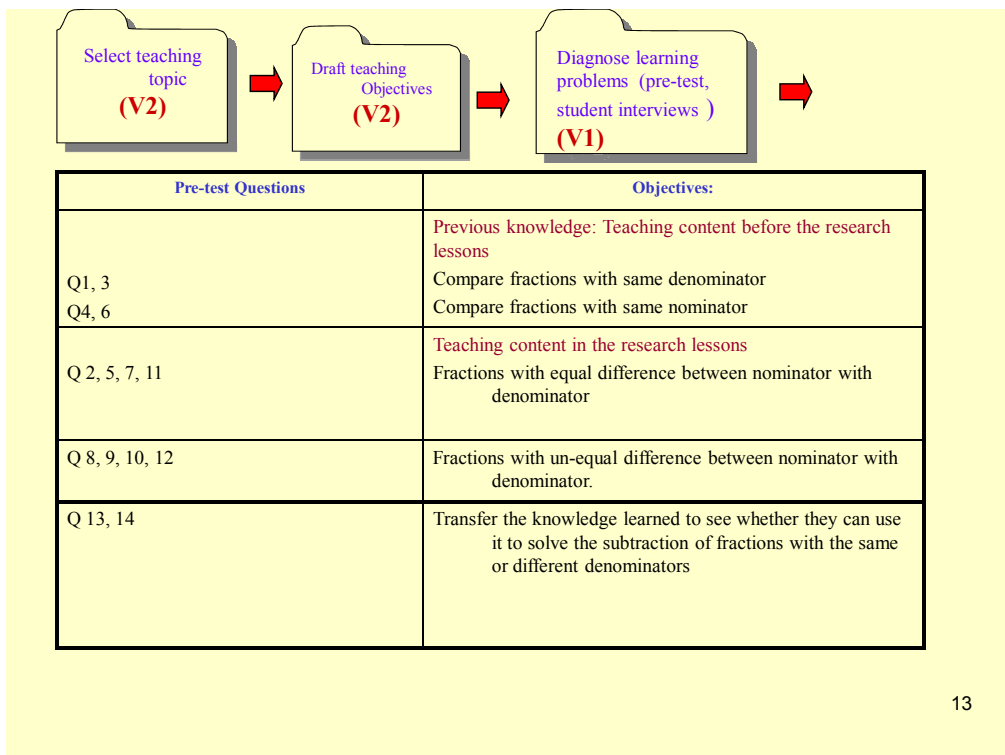 Select teaching
topic
(V2)
Draft teaching
Objectives
(V2)
Diagnose learning
problems (pre-test,
student interviews )
(V1)
Pre-test Questions
Objectives:
Previous knowledge: Teaching content before the research
lessons
Q1, 3
Compare fractions with same denominator
Q4, 6
Compare fractions with same nominator
Teaching content in the research lessons
Q 2, 5, 7, 11
Fractions with equal difference between nominator with
denominator
Q 8, 9, 10, 12
Fractions with un-equal difference between nominator with
denominator.
Q 13, 14
Transfer the knowledge learned to see whether they can use
it to solve the subtraction of fractions with the same
or different denominators
13